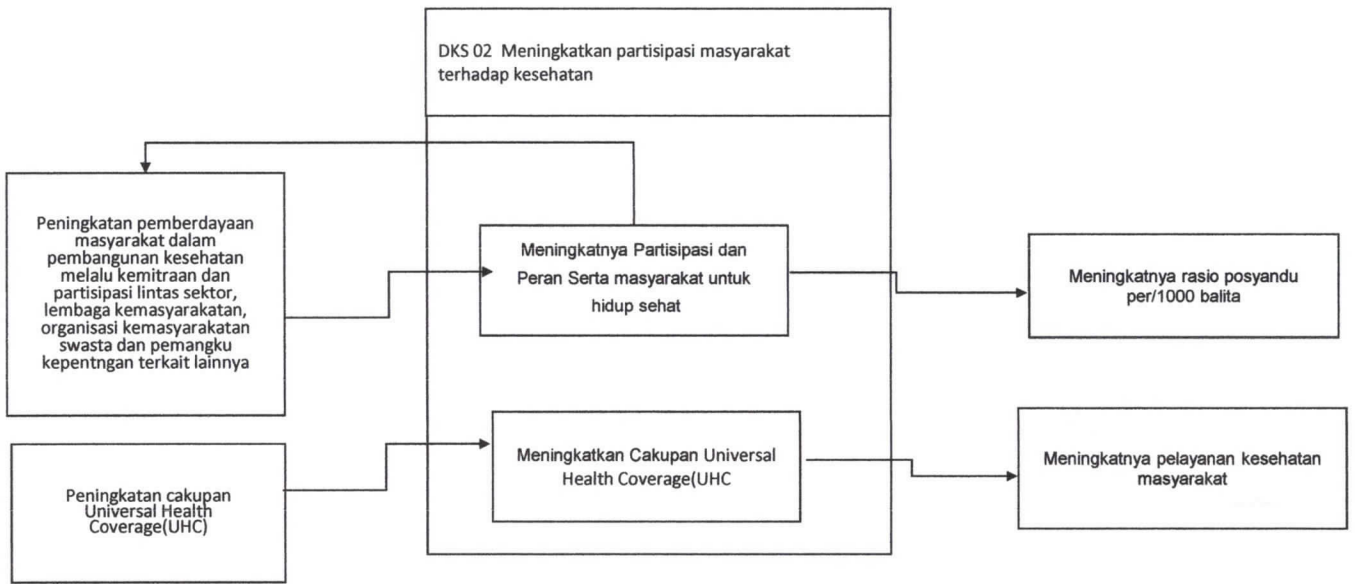 DKS 02 Meningkatkan partisipasi masyarakat
terhadap kesehatan
Peningkatan pemberdayaan
masyarakat dalam
pembangunan kesehatan
melalu kemitraan dan
partisipasi lintas sektor,
lembaga kemasyarakatan,
organisasi kemasyarakatan
swasta dan pemangku
kepentngan terkait lainnya
Meningkatnya Partisipasi dan
Peran Serta masyarakat untuk
hidup sehat
Meningkatnya rasio posyandu
per/1000 balita
Peningkatan cakupan
Universal Health
Coverage(UHC)
Meningkatkan Cakupan Universal
Health Coverage(UHC
Meningkatnya pelayanan kesehatan
masyarakat